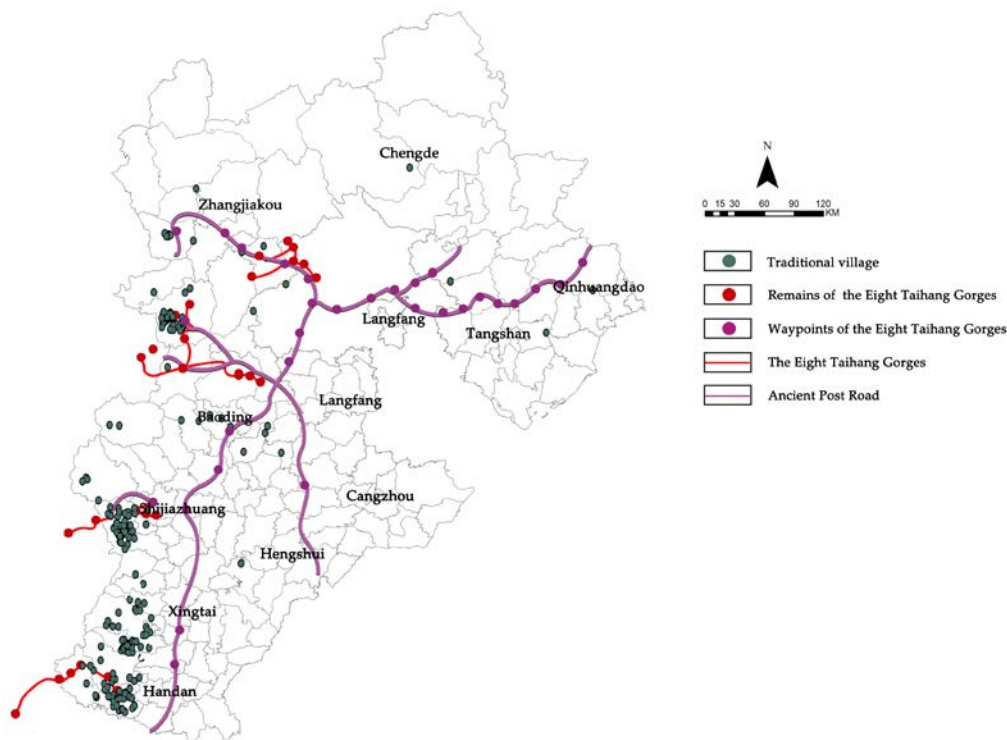 Chengde
N
Zhangjiakou
0 15 30 60 90 120
KM
Traditional village
Qinhuangdao
Remains of the Eight Taihang Gorges
Langfang
Waypoints of the Eight Taihang Gorges
Tangshan
The Eight Taihang Gorges
Langfang
Ancient Post Road
Baoding
Cangzhou
Shijiazhuang
Hengshui
Xingtai
Handan